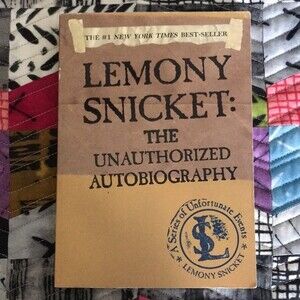 THE #1 NEW YORK TIMES BEST-SELLER
LEMONY
SNICKET:
THE
UNAUTHORIZED
AUTOBIOGRAPHY
A Series of Unfortunate Events
LS
LEMONY SNICKET